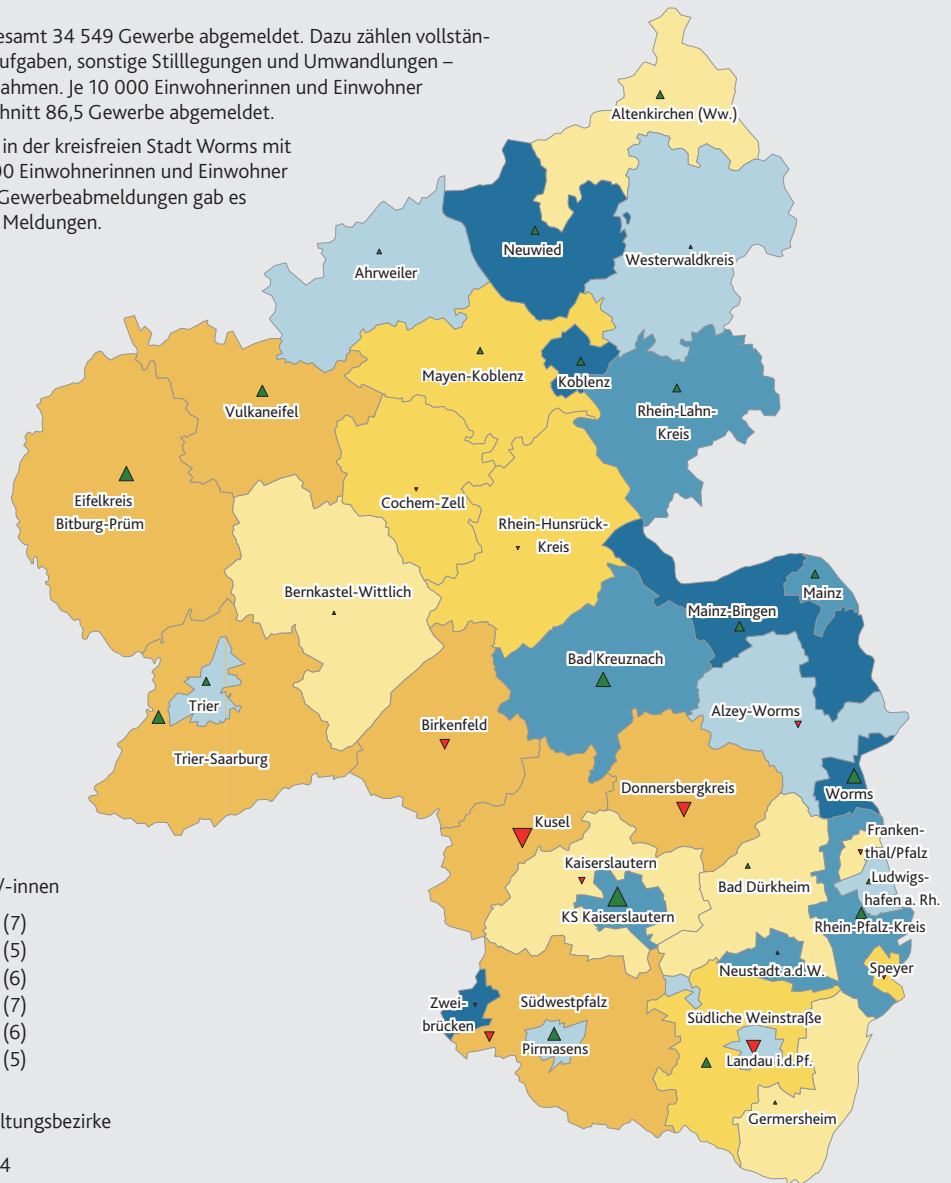 esamt 34 549 Gewerbe abgemeldet. Dazu zählen vollstän-
ufgaben, sonstige Stilllegungen und Umwandlungen –
ahmen. Je 10 000 Einwohnerinnen und Einwohner
hnitt 86,5 Gewerbe abgemeldet.
in der kreisfreien Stadt Worms mit
00 Einwohnerinnen und Einwohner
Gewerbeabmeldungen gab es
Meldungen.
Altenkirchen (Ww.)
Neuwied
Westerwaldkreis
Ahrweiler
Mayen-Koblenz
Koblenz
Vulkaneifel
Rhein-Lahn-
Kreis
Eifelkreis
Bitburg-Prüm
Cochem-Zell
Rhein-Hunsrück-
Kreis
Bernkastel-Wittlich
Mainz
Mainz-Bingen
Bad Kreuznach
Trier
Alzey-Worms
Birkenfeld
Trier-Saarburg
Donnersbergkreis
Worms
Kusel
Franken-
thal/Pfalz
Kaiserslautern
Ludwigs-
hafen a. Rh.
Bad Dürkheim
KS Kaiserslautern
Rhein-Pfalz-Kreis
Neustadt a.d.W.
Speyer
Zwei-
brücken
Südwestpfalz
Südliche Weinstraße
Pirmasens
Landau i.d.Pf.
Germersheim
/-innen
(7)
(5)
(6)
(7)
(6)
(5)
ltungsbezirke
4